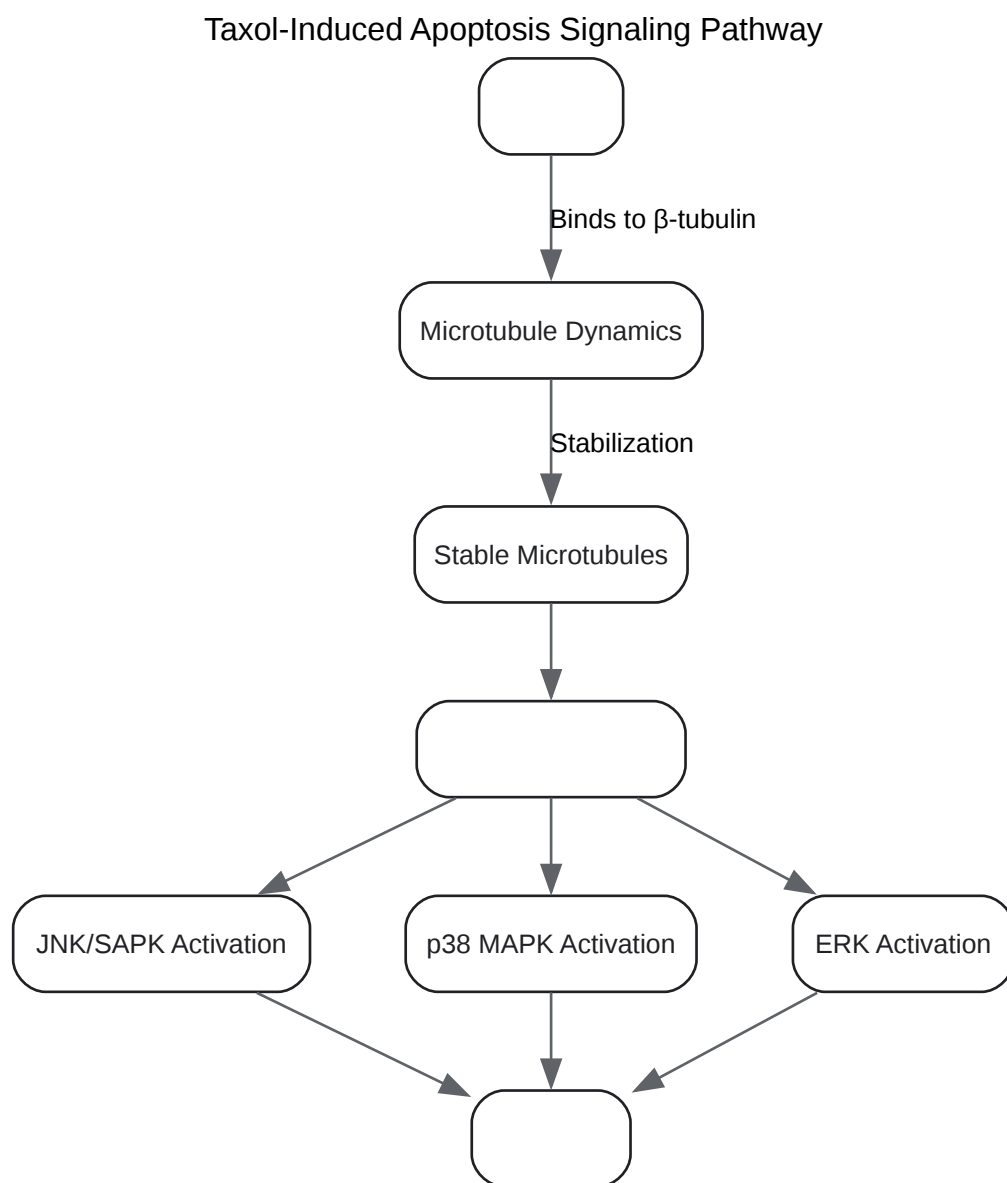 Taxol-Induced Apoptosis Signaling Pathway
Binds to β-tubulin
Microtubule Dynamics
Stabilization
Stable Microtubules
JNK/SAPK Activation
p38 MAPK Activation
ERK Activation